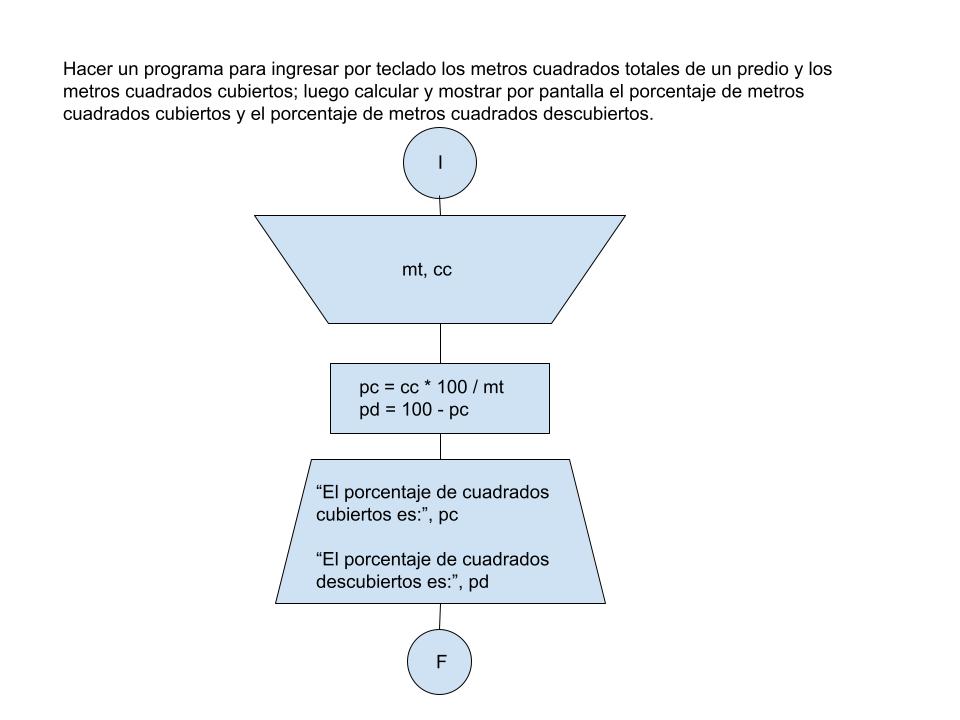 Hacer un programa para ingresar por teclado los metros cuadrados totales de un predio y los
metros cuadrados cubiertos; luego calcular y mostrar por pantalla el porcentaje de metros
cuadrados cubiertos y el porcentaje de metros cuadrados descubiertos.
I
mt, cc
pc = cc * 100 / mt
pd = 100 - pc
“El porcentaje de cuadrados
cubiertos es:”, pc
“El porcentaje de cuadrados
descubiertos es:”, pd
F